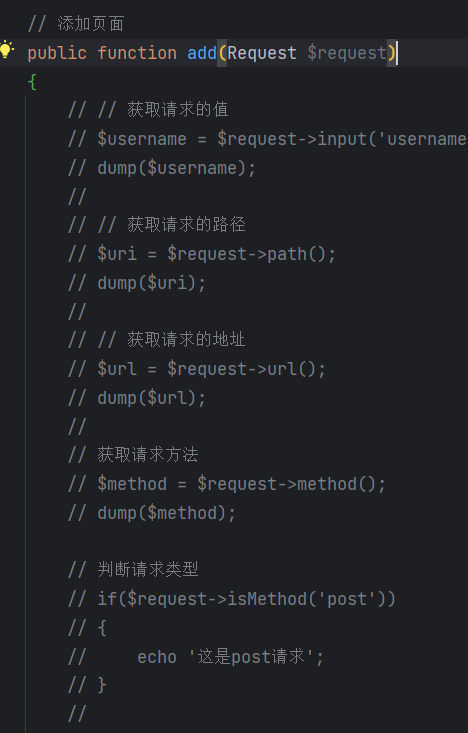 // 添加页面
public function add(Request $request)
{
// // 获取请求的值
// $username = $request->input('username
// dump($username);
//
// // 获取请求的路径
// $uri = $request->path();
// dump($uri);
//
// // 获取请求的地址
// $url = $request->url();
// dump($url);
//
// 获取请求方法
// $method = $request->method();
// dump($method);
// 判断请求类型
// if($request->isMethod('post'))
// {
//     echo '这是post请求';
// }
//